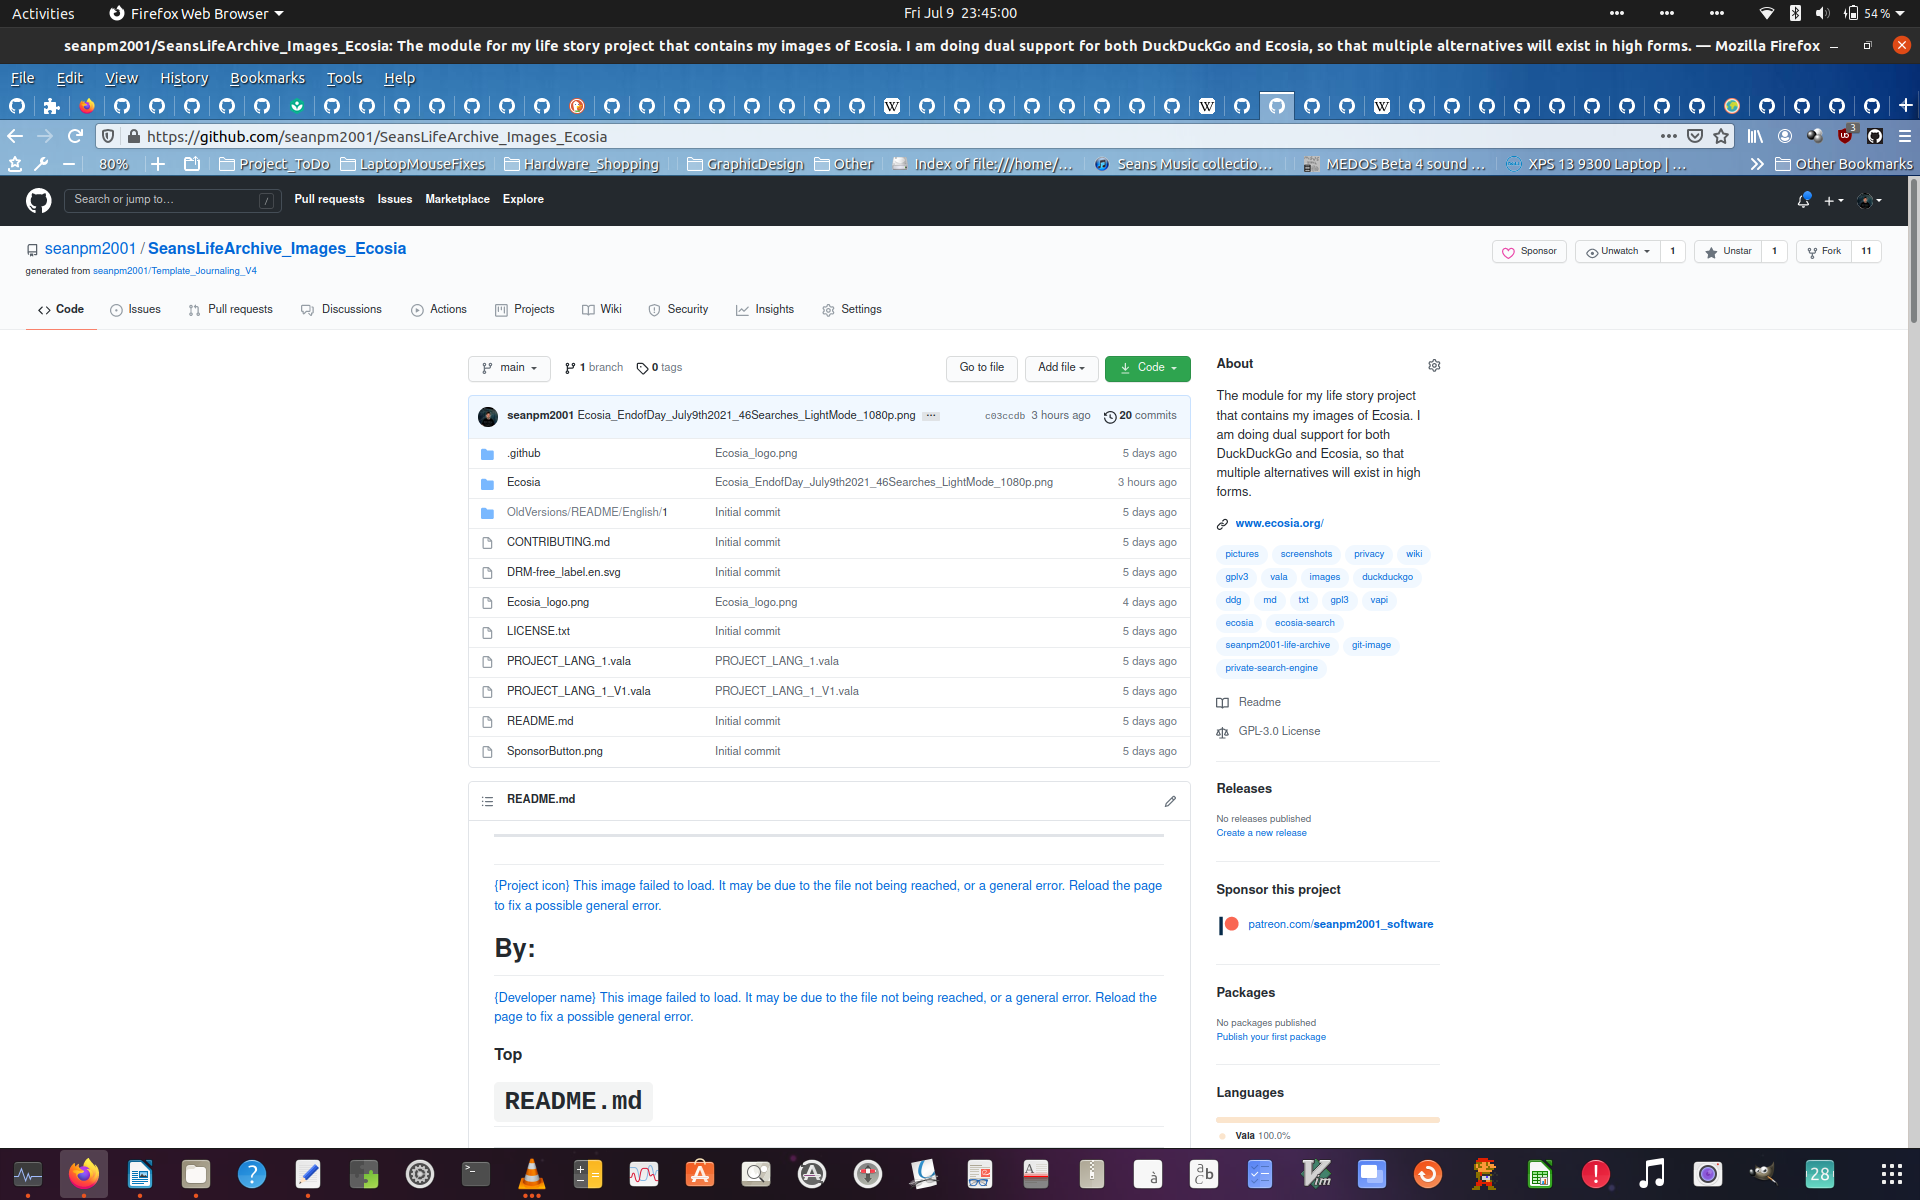 Activities Firefox Web Browser Fri Jul 9 23:45:00 54 %
seanpm2001/SeansLifeArchive_Images_Ecosia: The module for my life story project that contains my images of Ecosia. I am doing dual support for both DuckDuckGo and Ecosia, so that multiple alternatives will exist in high forms. — Mozilla Firefox
File Edit View History Bookmarks Tools Help
https://github.com/seanpm2001/SeansLifeArchive_Images_Ecosia 3
80% Project_ToDo LaptopMouseFixes Hardware_Shopping GraphicDesign Other Index of file:///home/… Seans Music collectio… MEDOS Beta 4 sound … XPS 13 9300 Laptop | … Other Bookmarks
Search or jump to… / Pull requests Issues Marketplace Explore
seanpm2001 / SeansLifeArchive_Images_Ecosia
Sponsor Unwatch 1 Unstar 1 Fork 11
generated from seanpm2001/Template_Journaling_V4
Code Issues Pull requests Discussions Actions Projects Wiki Security Insights Settings
main 1 branch 0 tags Go to file Add file Code
seanpm2001 Ecosia_EndofDay_July9th2021_46Searches_LightMode_1080p.png ··· c03ccdb 3 hours ago 20 commits
.github Ecosia_logo.png 5 days ago
Ecosia Ecosia_EndofDay_July9th2021_46Searches_LightMode_1080p.png 3 hours ago
OldVersions/README/English/1 Initial commit 5 days ago
CONTRIBUTING.md Initial commit 5 days ago
DRM-free_label.en.svg Initial commit 5 days ago
Ecosia_logo.png Ecosia_logo.png 4 days ago
LICENSE.txt Initial commit 5 days ago
PROJECT_LANG_1.vala PROJECT_LANG_1.vala 5 days ago
PROJECT_LANG_1_V1.vala PROJECT_LANG_1_V1.vala 5 days ago
README.md Initial commit 5 days ago
SponsorButton.png Initial commit 5 days ago
README.md
{Project icon} This image failed to load. It may be due to the file not being reached, or a general error. Reload the page
to fix a possible general error.
By:
{Developer name} This image failed to load. It may be due to the file not being reached, or a general error. Reload the
page to fix a possible general error.
Top
README.md
About
The module for my life story project
that contains my images of Ecosia. I
am doing dual support for both
DuckDuckGo and Ecosia, so that
multiple alternatives will exist in high
forms.
www.ecosia.org/
pictures screenshots privacy wiki
gplv3 vala images duckduckgo
ddg md txt gpl3 vapi
ecosia ecosia-search
seanpm2001-life-archive git-image
private-search-engine
Readme
GPL-3.0 License
Releases
No releases published
Create a new release
Sponsor this project
patreon.com/seanpm2001_software
Packages
No packages published
Publish your first package
Languages
Vala 100.0%
28